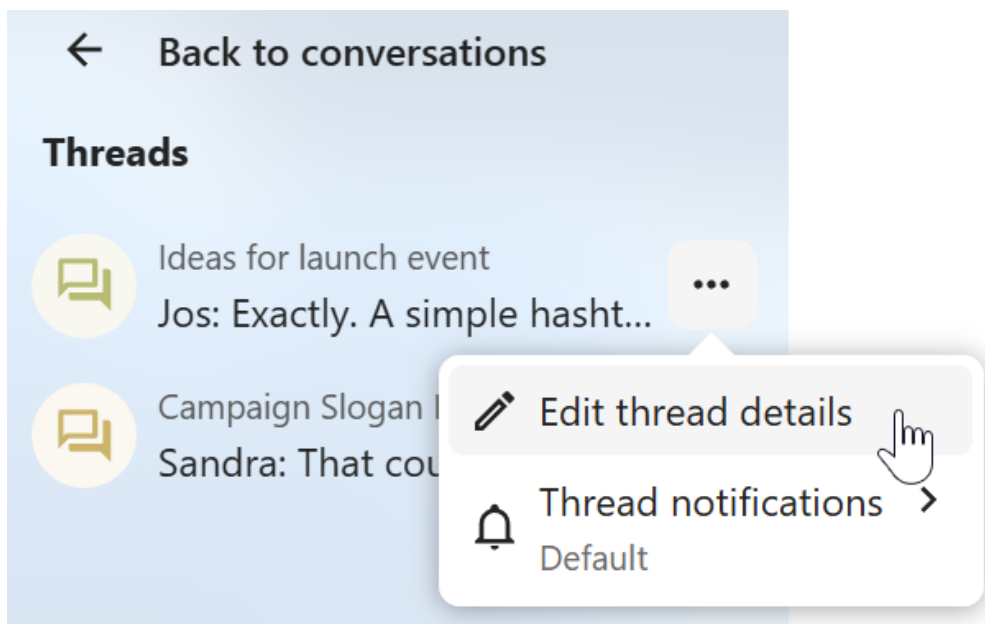 Back to conversations
Threads
Ideas for launch event
Jos: Exactly. A simple hasht...
Campaign Slogan
Sandra: That cou
Edit thread details
Thread notifications
Default